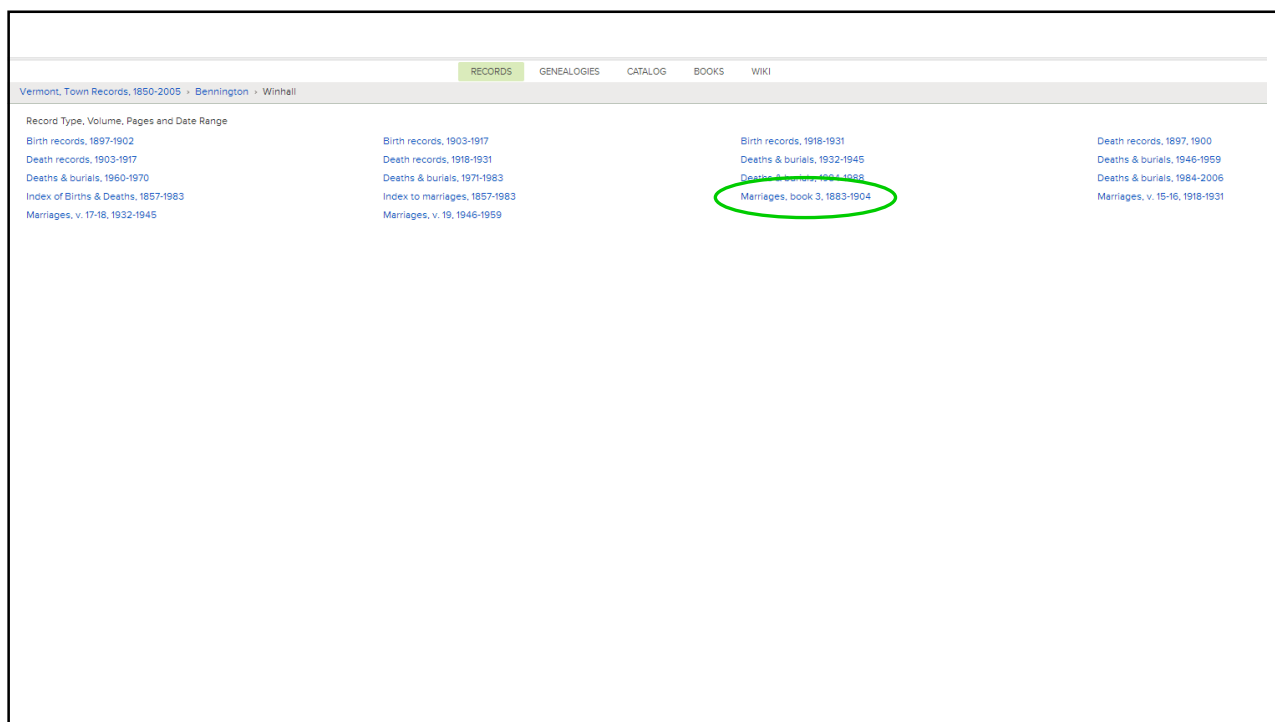 RECORDS GENEALOGIES CATALOG BOOKS WIKI
Vermont, Town Records, 1850-2005 › Bennington › Winhall
Record Type, Volume, Pages and Date Range
Birth records, 1897-1902 Birth records, 1903-1917 Birth records, 1918-1931 Death records, 1897, 1900
Death records, 1903-1917 Death records, 1918-1931 Deaths & burials, 1932-1945 Deaths & burials, 1946-1959
Deaths & burials, 1960-1970 Deaths & burials, 1971-1983 Deaths & burials, 1984-1988 Deaths & burials, 1984-2006
Index of Births & Deaths, 1857-1983 Index to marriages, 1857-1983 Marriages, book 3, 1883-1904 Marriages, v. 15-16, 1918-1931
Marriages, v. 17-18, 1932-1945 Marriages, v. 19, 1946-1959